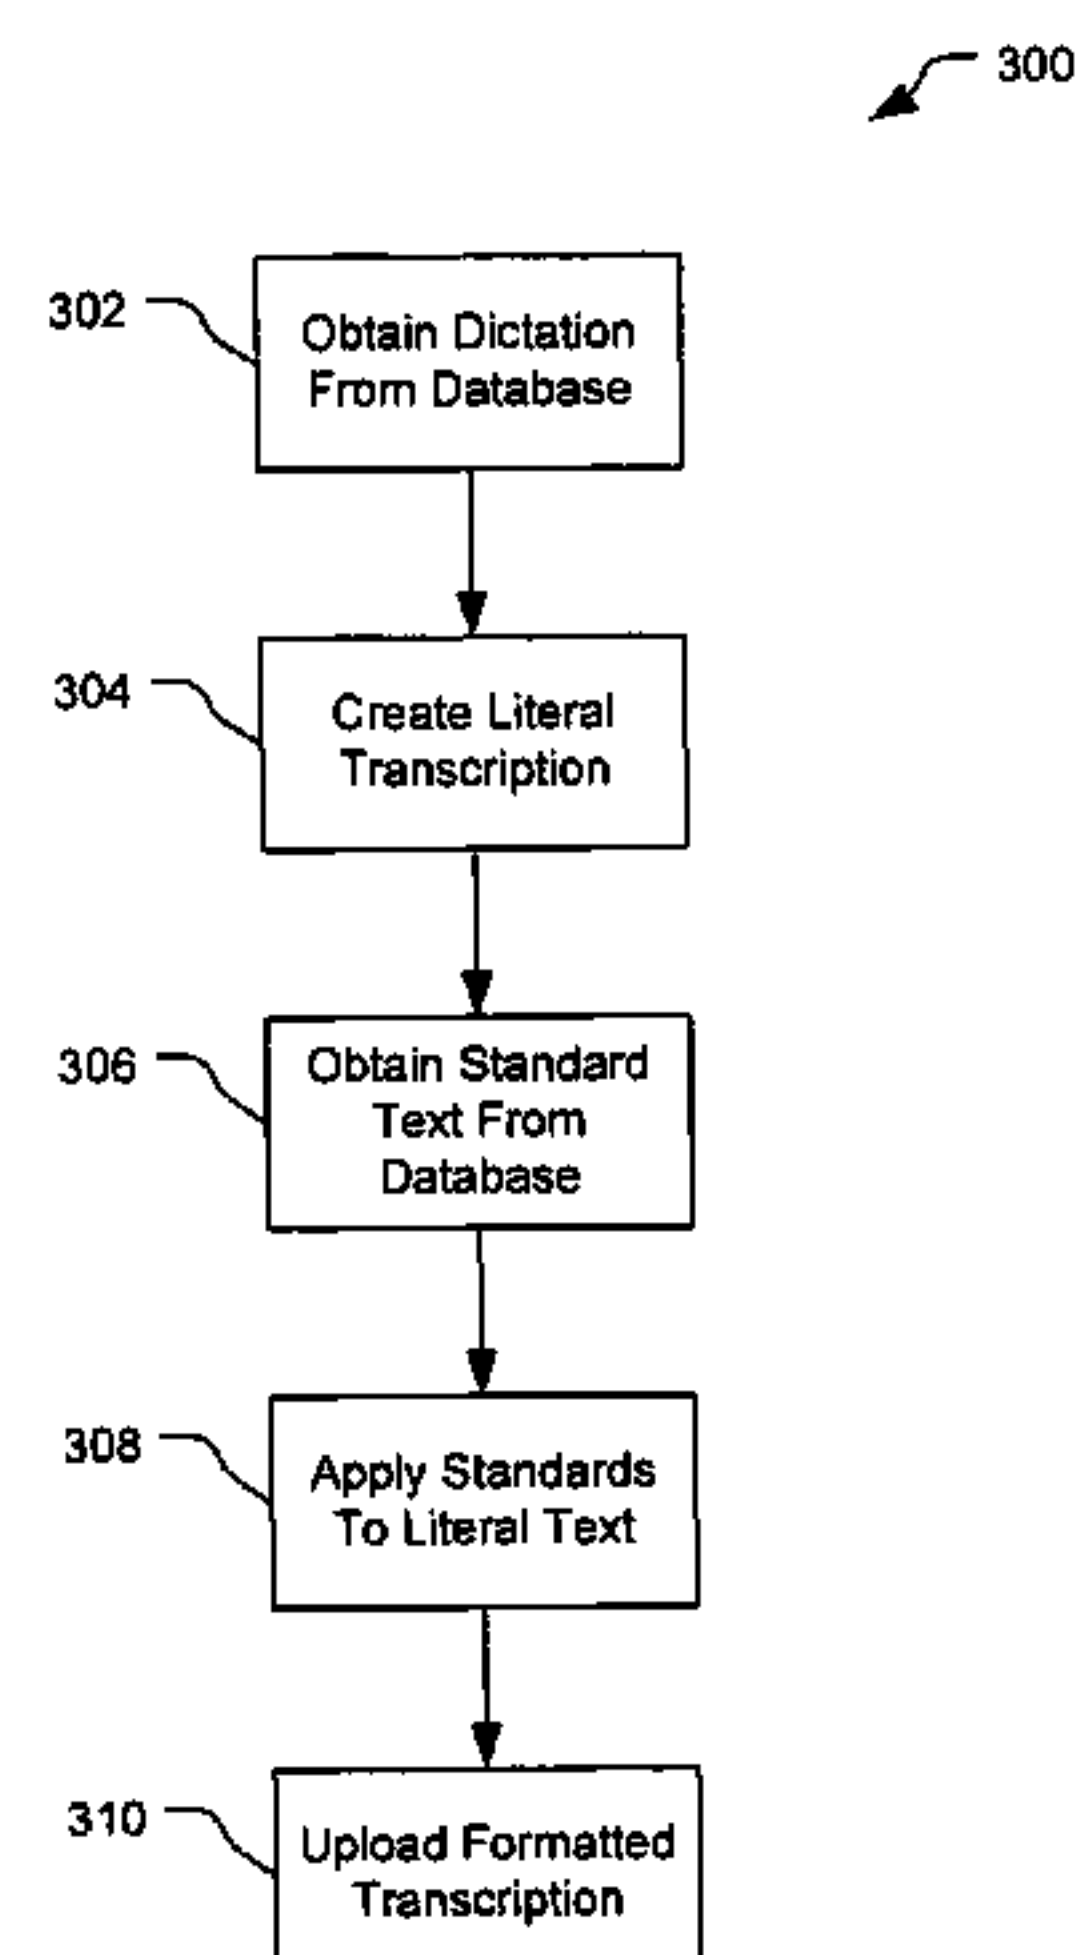 300
302
Obtain Dictation
From Database
304
Create Literal
Transcription
306
Obtain Standard
Text From
Database
308
Apply Standards
To Literal Text
310
Upload Formatted
Transcription